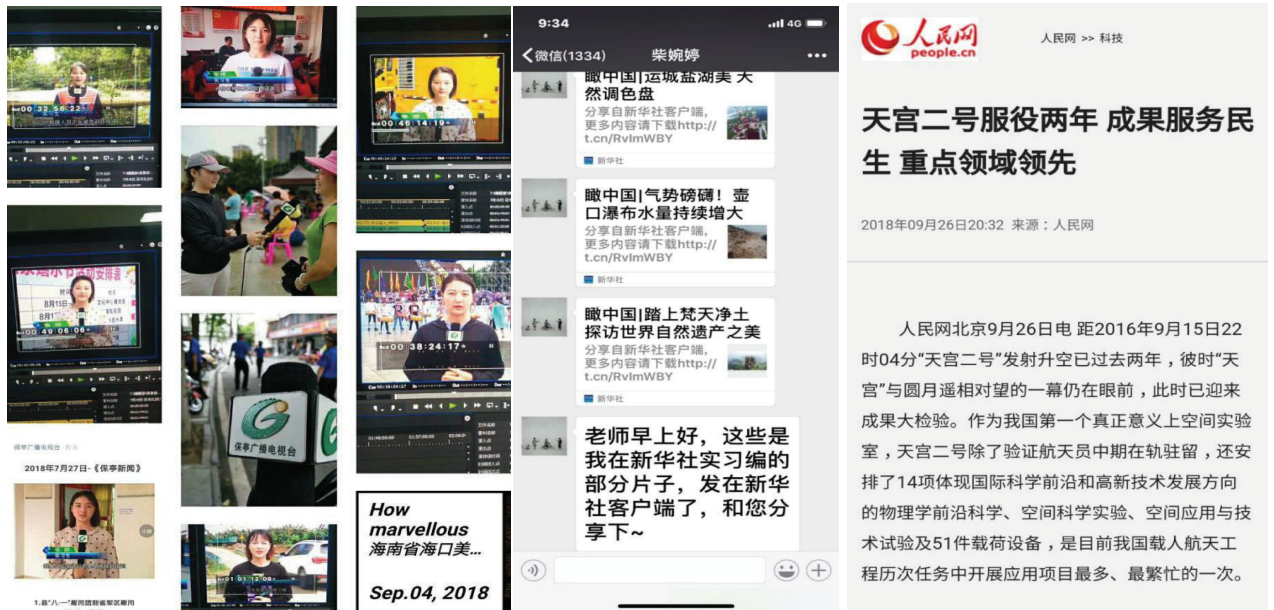 00:32:56:22
00:46:14:19
00:49:06:06
8月15日
00:38:24:17
保亭广播电视台
01:01:12:00
保亭广播电视台
2018年7月27日-《保亭新闻》
How
marvellous
海南省海口美...
Sep.04, 2018
9:34
4G
微信(1334)
柴婉婷
瞰中国|运城盐湖美 天
然调色盘
分享自新华社客户端,
更多内容请下载http://
t.cn/RvImWBY
新华社
瞰中国|气势磅礴！壶
口瀑布水量持续增大
分享自新华社客户端,
更多内容请下载http://
t.cn/RvImWBY
新华社
瞰中国|踏上梵天净土
探访世界自然遗产之美
分享自新华社客户端,
更多内容请下载http://
t.cn/RvImWBY
新华社
老师早上好，这些是
我在新华社实习编的
部分片子，发在新华
社客户端了，和您分
享下~
人民网
people.cn
人民网 >> 科技
天宫二号服役两年 成果服务民
生 重点领域领先
2018年09月26日20:32 来源：人民网
人民网北京9月26日电 距2016年9月15日22
时04分“天宫二号”发射升空已过去两年，彼时“天
宫”与圆月遥相对望的一幕仍在眼前，此时已迎来
成果大检验。作为我国第一个真正意义上空间实验
室，天宫二号除了验证航天员中期在轨驻留，还安
排了14项体现国际科学前沿和高新技术发展方向
的物理学前沿科学、空间科学实验、空间应用与技
术试验及51件载荷设备，是目前我国载人航天工
程历次任务中开展应用项目最多、最繁忙的一次。